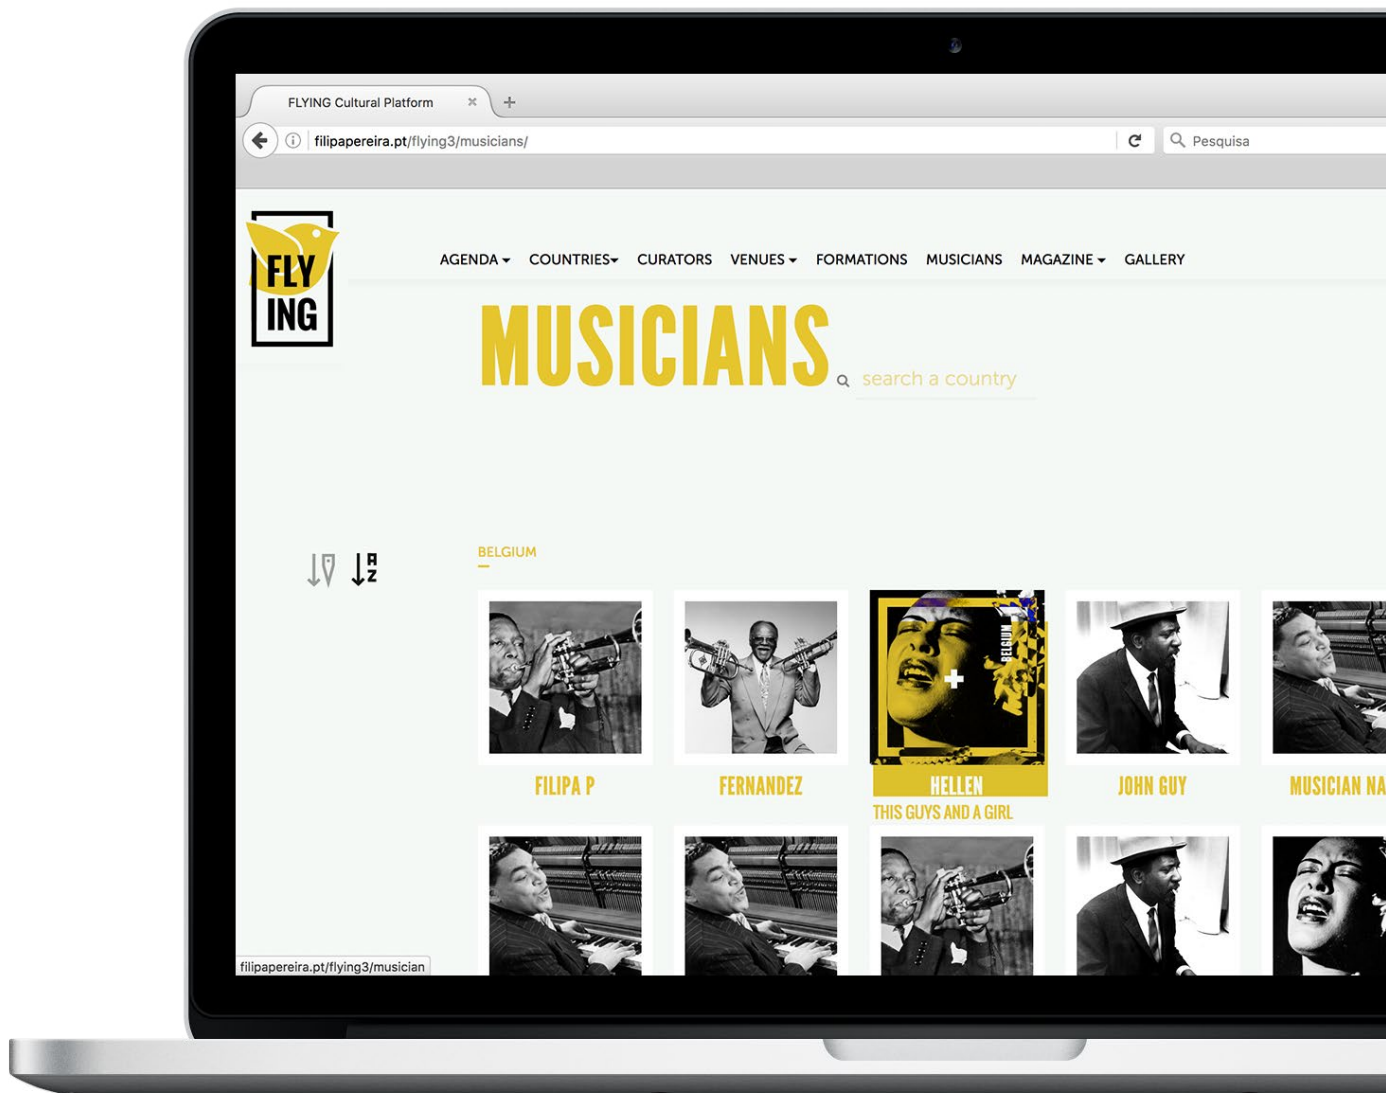 FLYING Cultural Platform
filipapereira.pt/flying3/musicians/
Pesquisa
FLY
ING
AGENDA COUNTRIES CURATORS VENUES FORMATIONS MUSICIANS MAGAZINE GALLERY
MUSICIANS
search a country
A
Z
BELGIUM
BELGIUM
FILIPA P
FERNANDEZ
HELLEN
JOHN GUY
MUSICIAN NA
THIS GUYS AND A GIRL
filipapereira.pt/flying3/musician